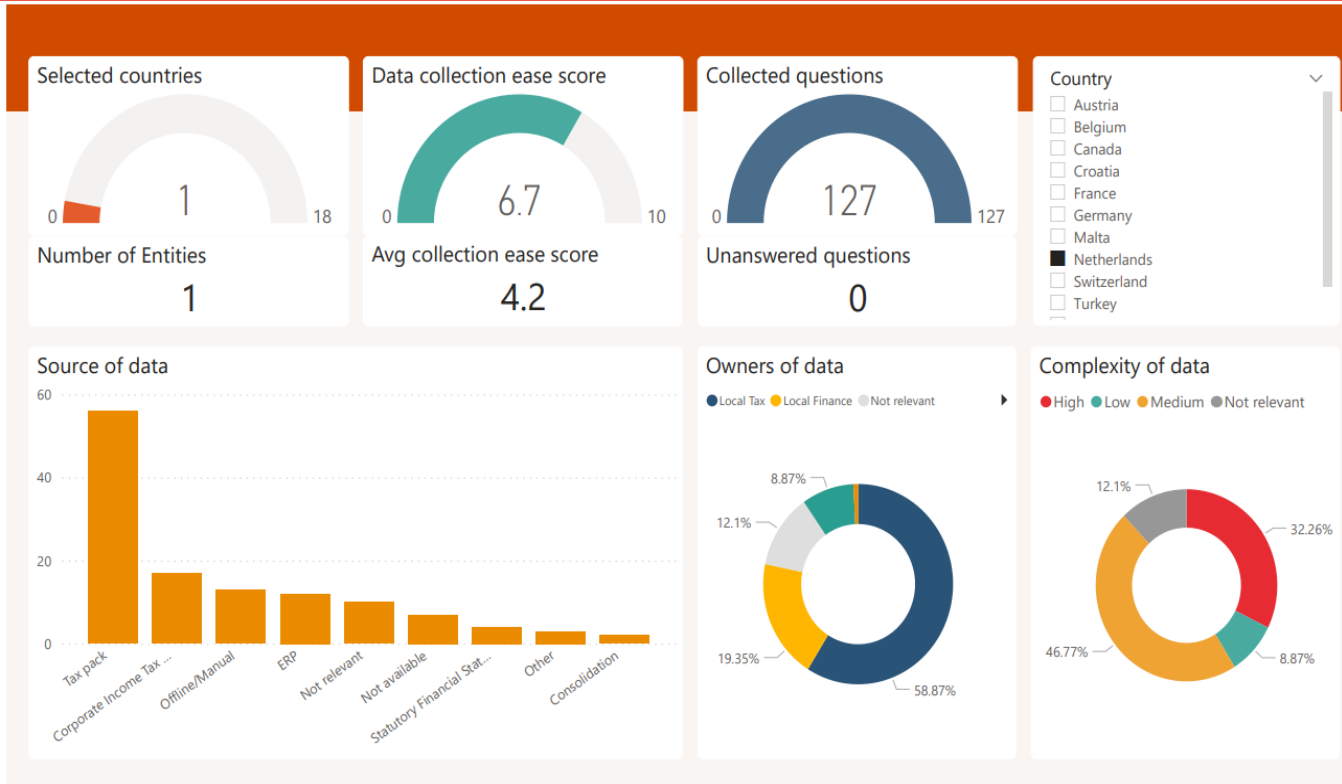 Selected countries
1
0
18
Number of Entities
1
Data collection ease score
6.7
0
10
Avg collection ease score
4.2
Collected questions
127
0
127
Unanswered questions
0
Country
Austria
Belgium
Canada
Croatia
France
Germany
Malta
Netherlands
Switzerland
Turkey
Source of data
60
40
20
0
Tax pack
Corporate Income Tax ...
Offline/Manual
ERP
Not relevant
Not available
Statutory Financial Stat...
Other
Consolidation
Owners of data
Local Tax Local Finance Not relevant
8.87%
12.1%
19.35%
58.87%
Complexity of data
High Low Medium Not relevant
12.1%
32.26%
46.77%
8.87%